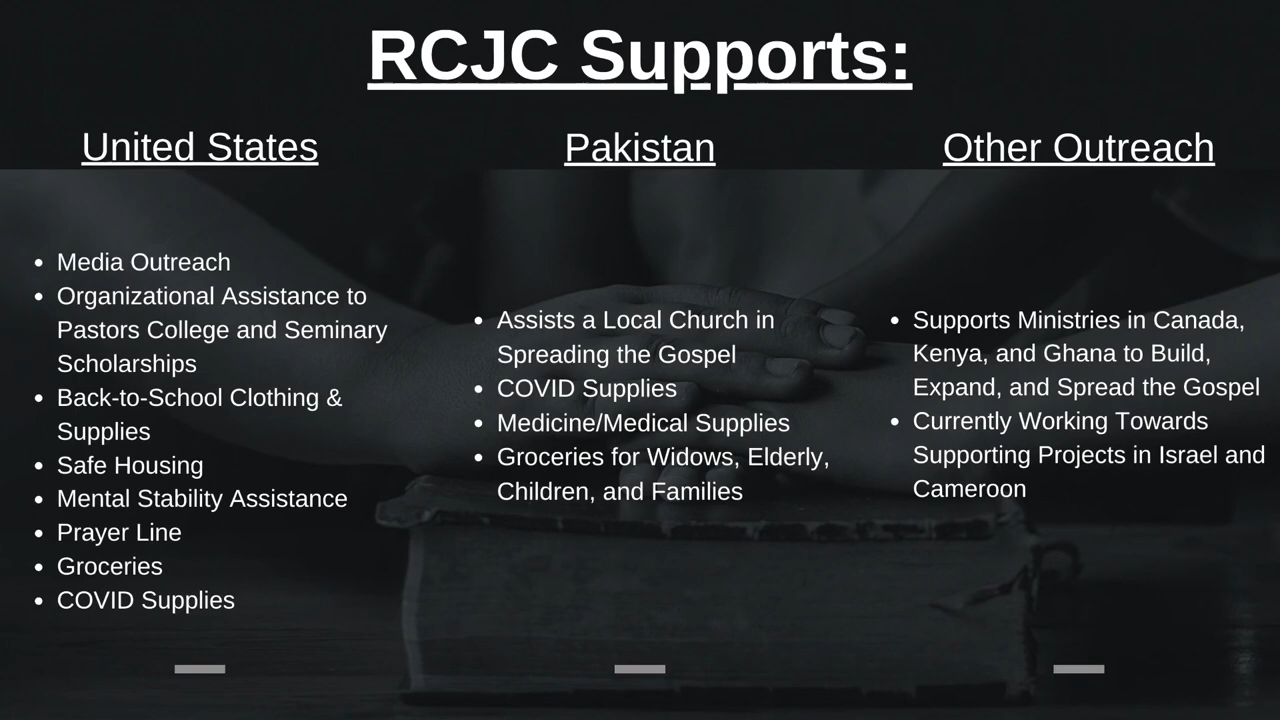 RCJC Supports:
United States
• Media Outreach
• Organizational Assistance to
Pastors College and Seminary
Scholarships
• Back-to-School Clothing &
Supplies
• Safe Housing
• Mental Stability Assistance
• Prayer Line
• Groceries
• COVID Supplies
Pakistan
• Assists a Local Church in
Spreading the Gospel
• COVID Supplies
• Medicine/Medical Supplies
• Groceries for Widows, Elderly,
Children, and Families
Other Outreach
• Supports Ministries in Canada,
Kenya, and Ghana to Build,
Expand, and Spread the Gospel
• Currently Working Towards
Supporting Projects in Israel and
Cameroon